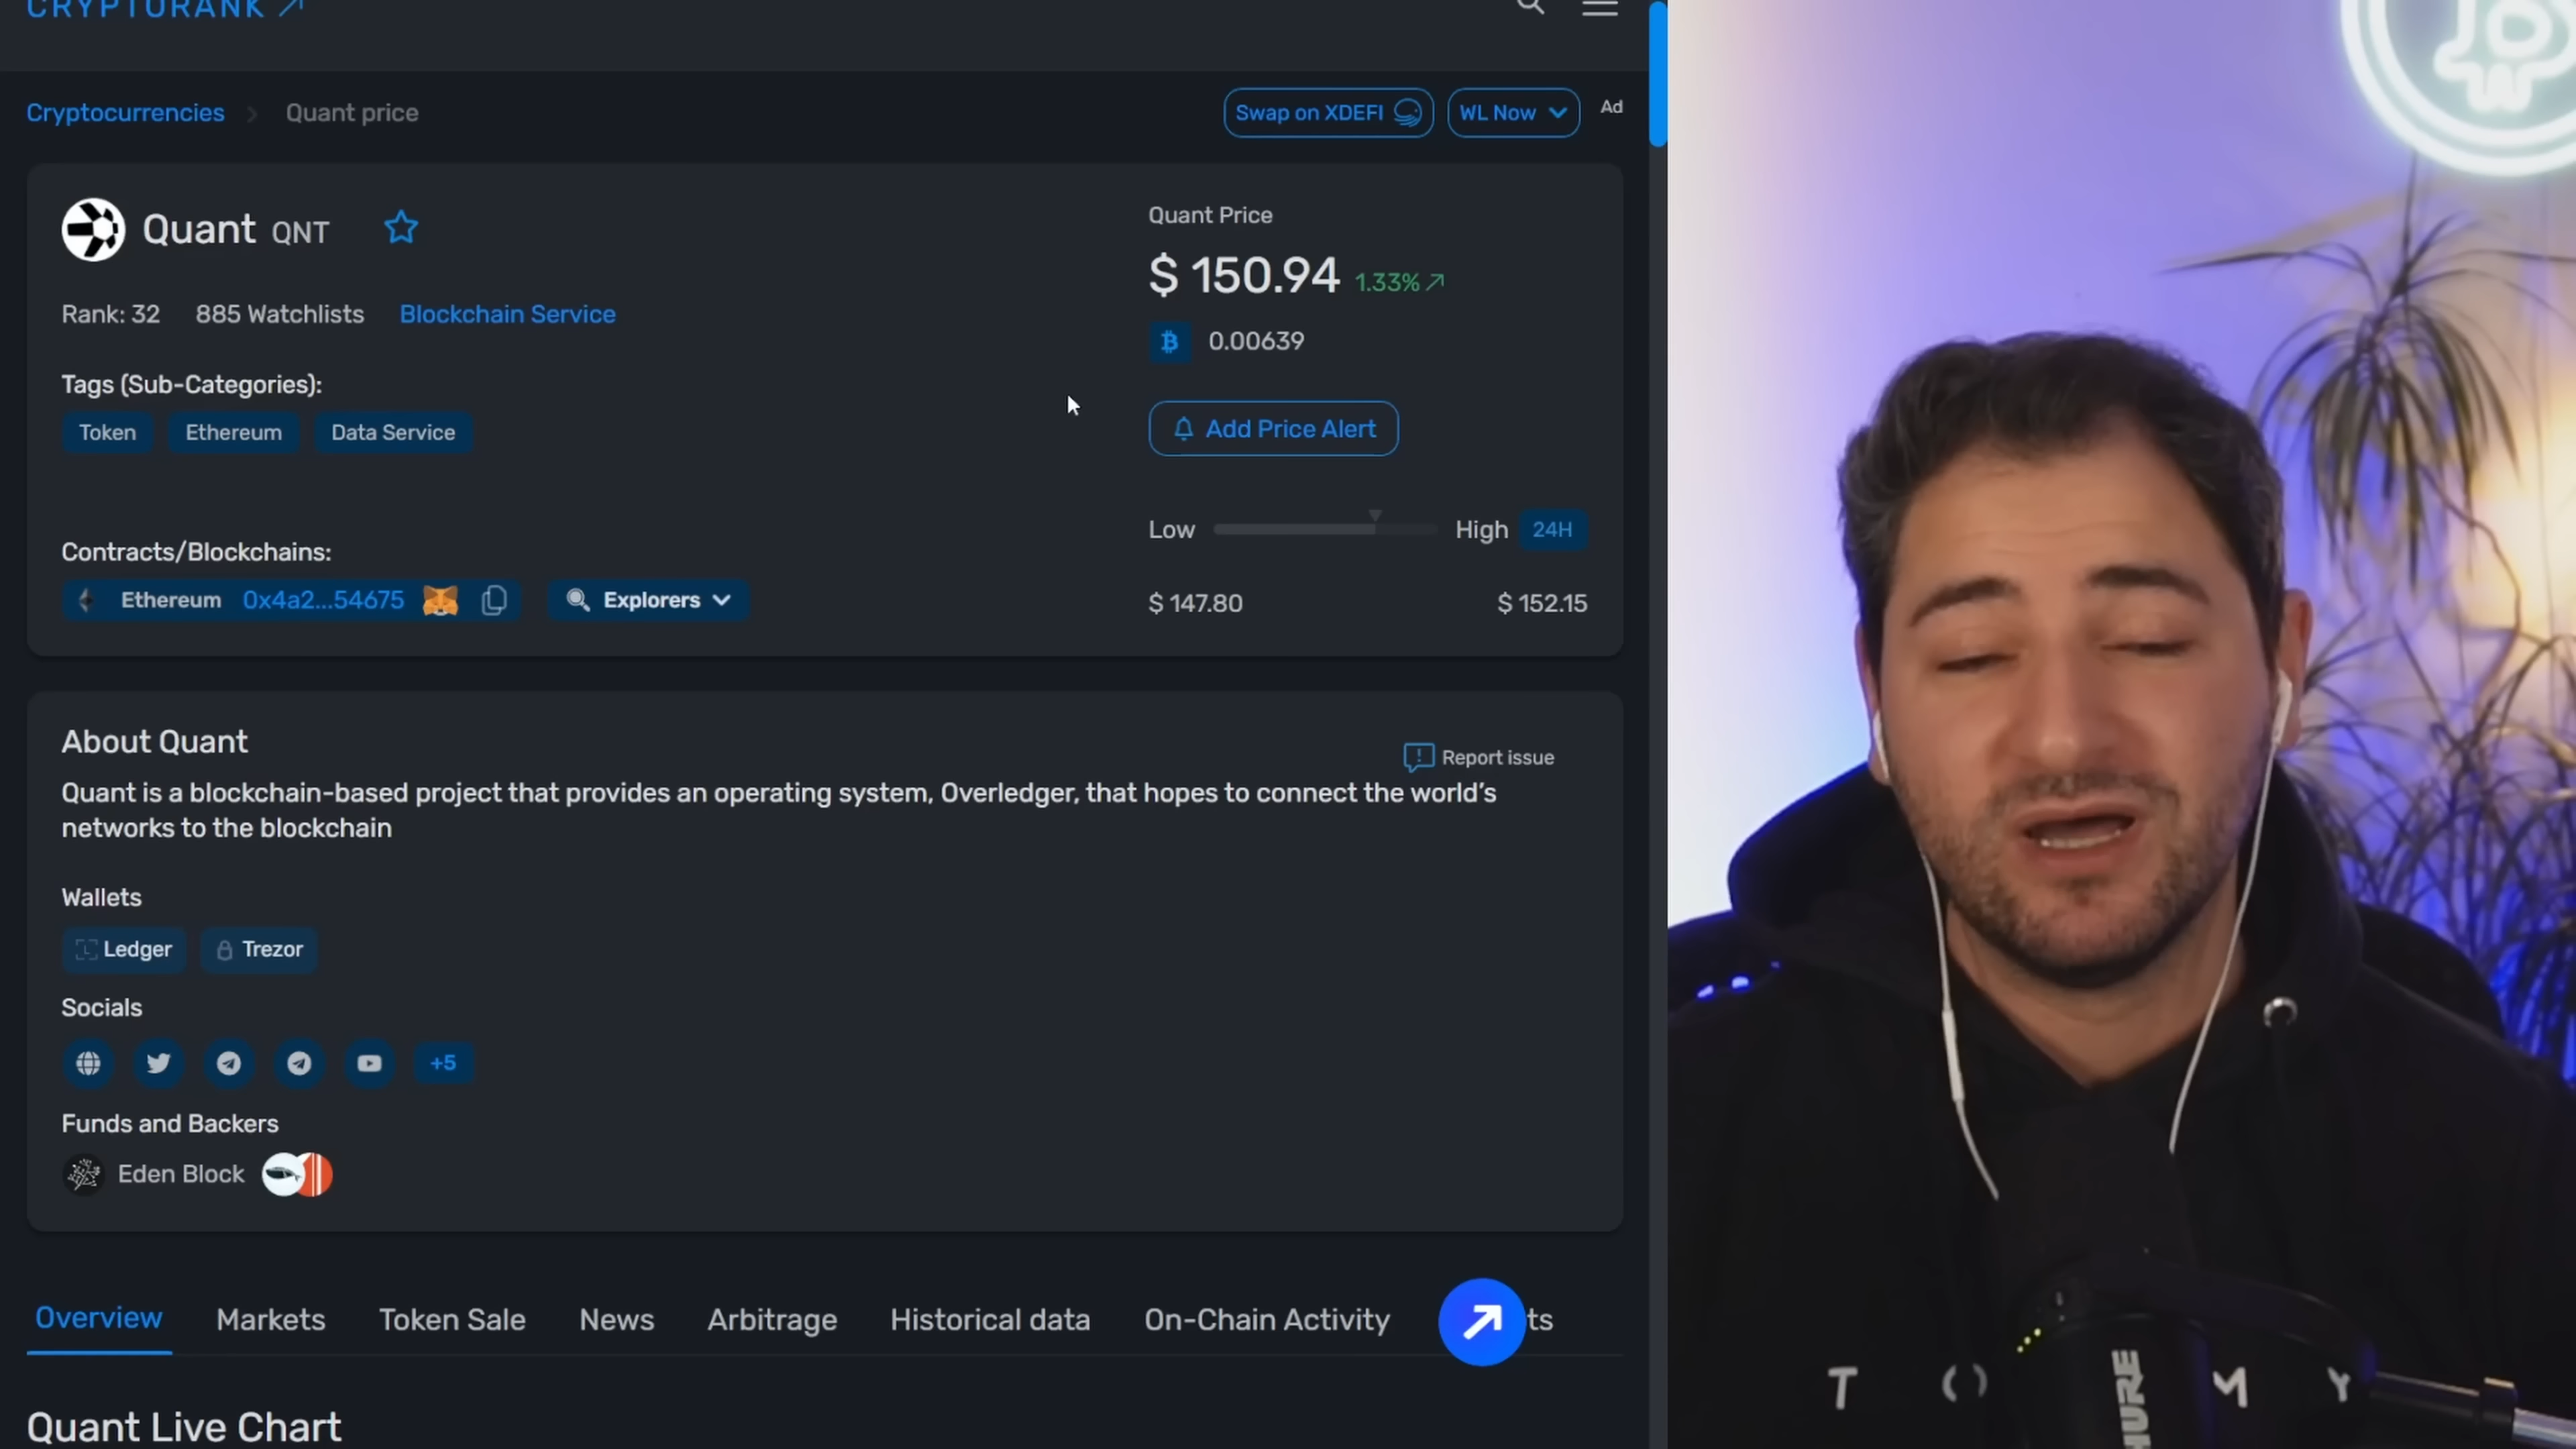 CRYPTORANK
Cryptocurrencies
Quant price
Swap on XDEFI
WL Now
Ad
Quant QNT
Rank: 32
885 Watchlists
Blockchain Service
Tags (Sub-Categories):
Token
Ethereum
Data Service
Contracts/Blockchains:
Ethereum 0x4a2...54675
Explorers
Quant Price
$ 150.94 1.33%
0.00639
Add Price Alert
Low
High
24H
$ 147.80
$ 152.15
About Quant
Report issue
Quant is a blockchain-based project that provides an operating system, Overledger, that hopes to connect the world's
networks to the blockchain
Wallets
Ledger
Trezor
Socials
+5
Funds and Backers
Eden Block
Overview
Markets
Token Sale
News
Arbitrage
Historical data
On-Chain Activity
ts
Quant Live Chart